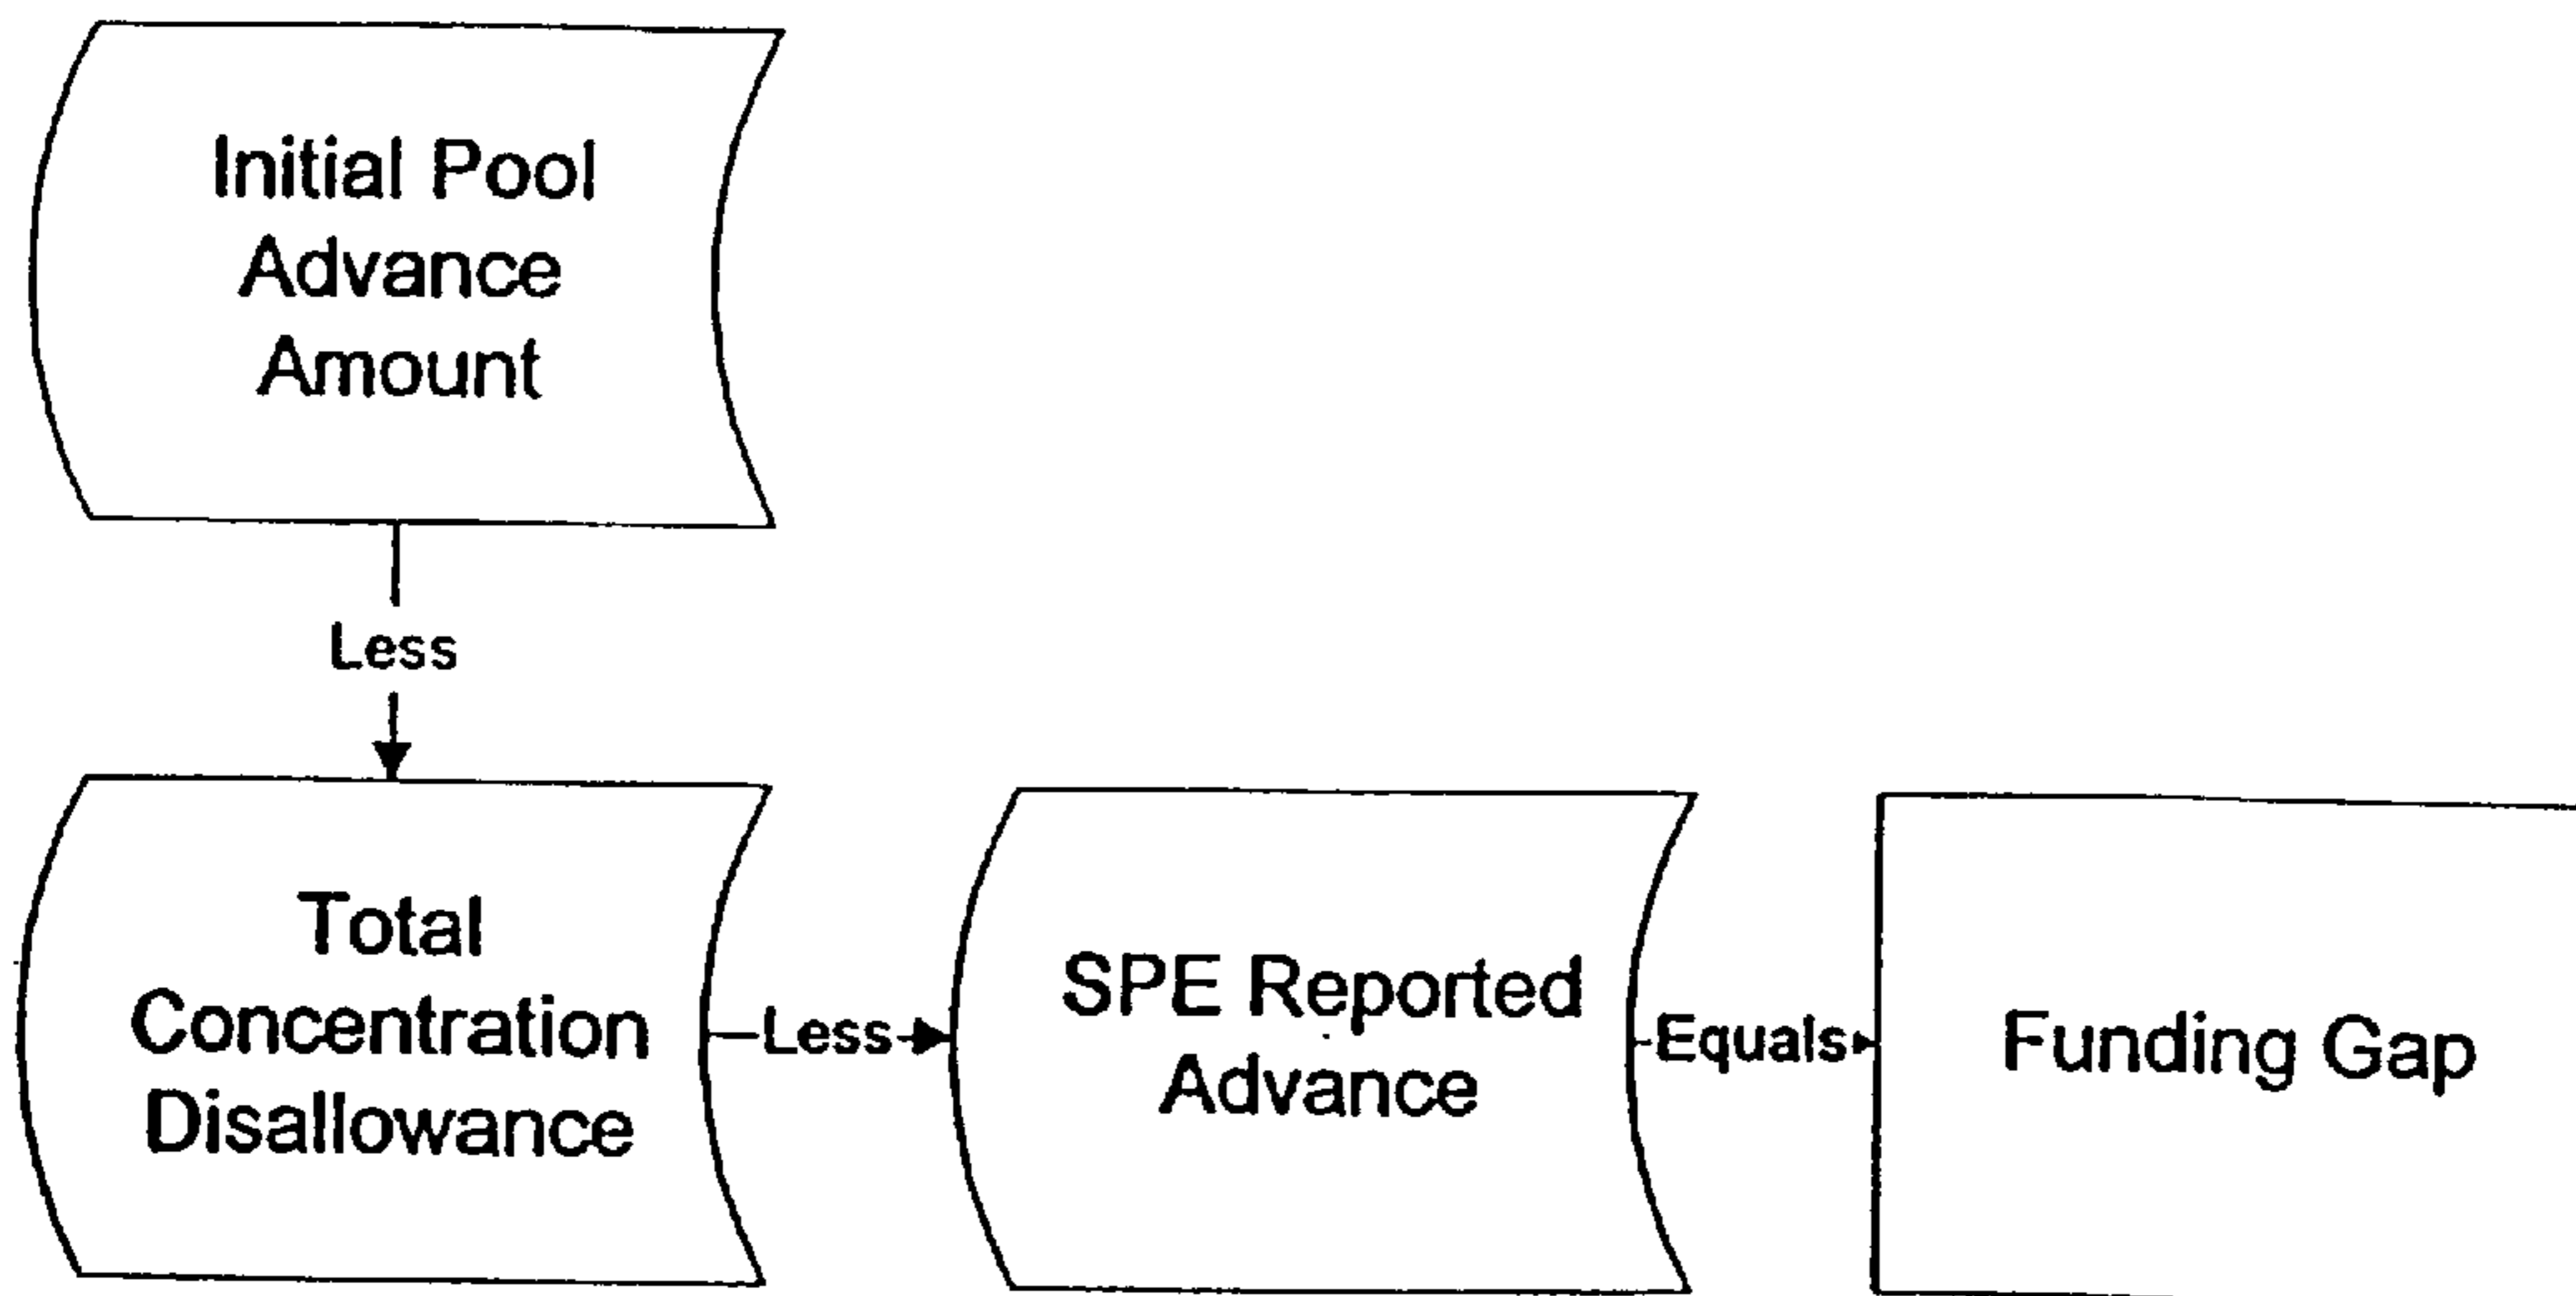 Initial Pool
Advance
Amount
Less
Total
Concentration
Disallowance
Less
SPE Reported
Advance
Equals
Funding Gap